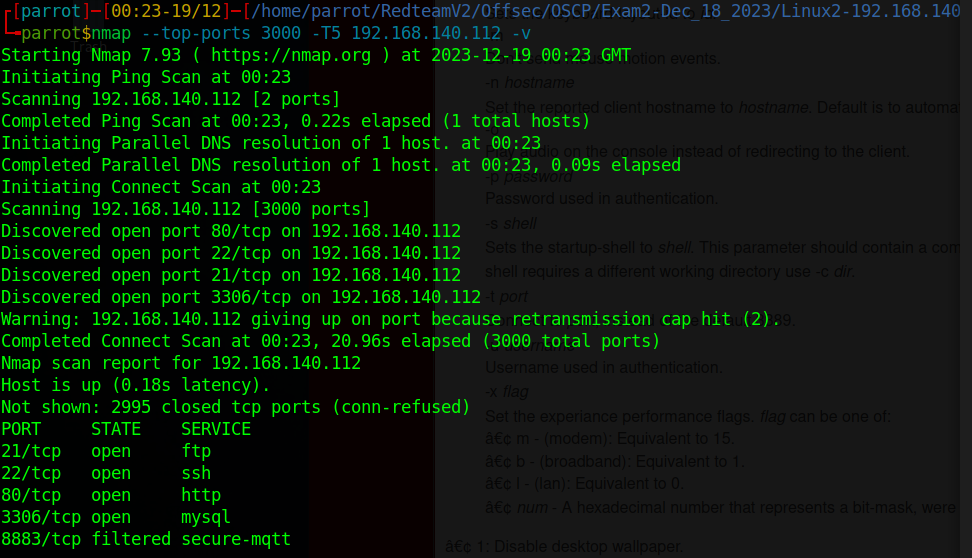 ┌[parrot]─[00:23-19/12]─[/home/parrot/RedteamV2/Offsec/OSCP/Exam2-Dec_18_2023/Linux2-192.168.140
└╼parrot$nmap --top-ports 3000 -T5 192.168.140.112 -v
Starting Nmap 7.93 ( https://nmap.org ) at 2023-12-19 00:23 GMT
otion events.
Initiating Ping Scan at 00:23
-n hostname
Scanning 192.168.140.112 [2 ports]
Set the reported client hostname to hostname. Default is to automa
Completed Ping Scan at 00:23, 0.22s elapsed (1 total hosts)
Initiating Parallel DNS resolution of 1 host. at 00:23
on the console instead of redirecting to the client.
Completed Parallel DNS resolution of 1 host. at 00:23, 0.09s elapsed
-p password
Initiating Connect Scan at 00:23
Password used in authentication.
Scanning 192.168.140.112 [3000 ports]
-s shell
Discovered open port 80/tcp on 192.168.140.112
Discovered open port 22/tcp on 192.168.140.112
Sets the startup-shell to shell. This parameter should contain a com
Discovered open port 21/tcp on 192.168.140.112
shell requires a different working directory use -c dir.
Discovered open port 3306/tcp on 192.168.140.112
-t port
Warning: 192.168.140.112 giving up on port because retransmission cap hit (2).
Completed Connect Scan at 00:23, 20.96s elapsed (3000 total ports)
Nmap scan report for 192.168.140.112
Username used in authentication.
Host is up (0.18s latency).
-x flag
Not shown: 2995 closed tcp ports (conn-refused)
Set the experiance performance flags. flag can be one of:
PORT     STATE    SERVICE
â€¢ m - (modem): Equivalent to 15.
21/tcp   open     ftp
â€¢ b - (broadband): Equivalent to 1.
22/tcp   open     ssh
â€¢ l - (lan): Equivalent to 0.
80/tcp   open     http
â€¢ num - A hexadecimal number that represents a bit-mask, were
3306/tcp open     mysql
8883/tcp filtered secure-mqtt
â€¢ 1: Disable desktop wallpaper.